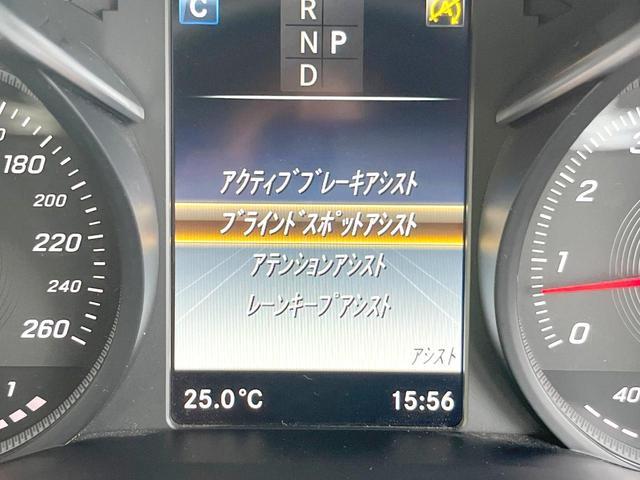 C
R
N P
D
アクティブブレーキアシスト
ブラインドスポットアシスト
アテンションアシスト
レーンキープアシスト
アシスト
25.0℃
15:56
180
200
220
240
260
1
3
2
1
0
40